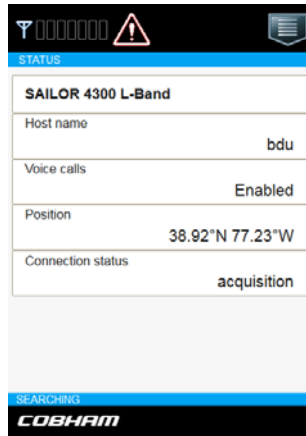 STATUS
SAILOR 4300 L-Band
Host name
bdu
Voice calls
Enabled
Position
38.92°N 77.23°W
Connection status
acquisition
SEARCHING
COBHAM